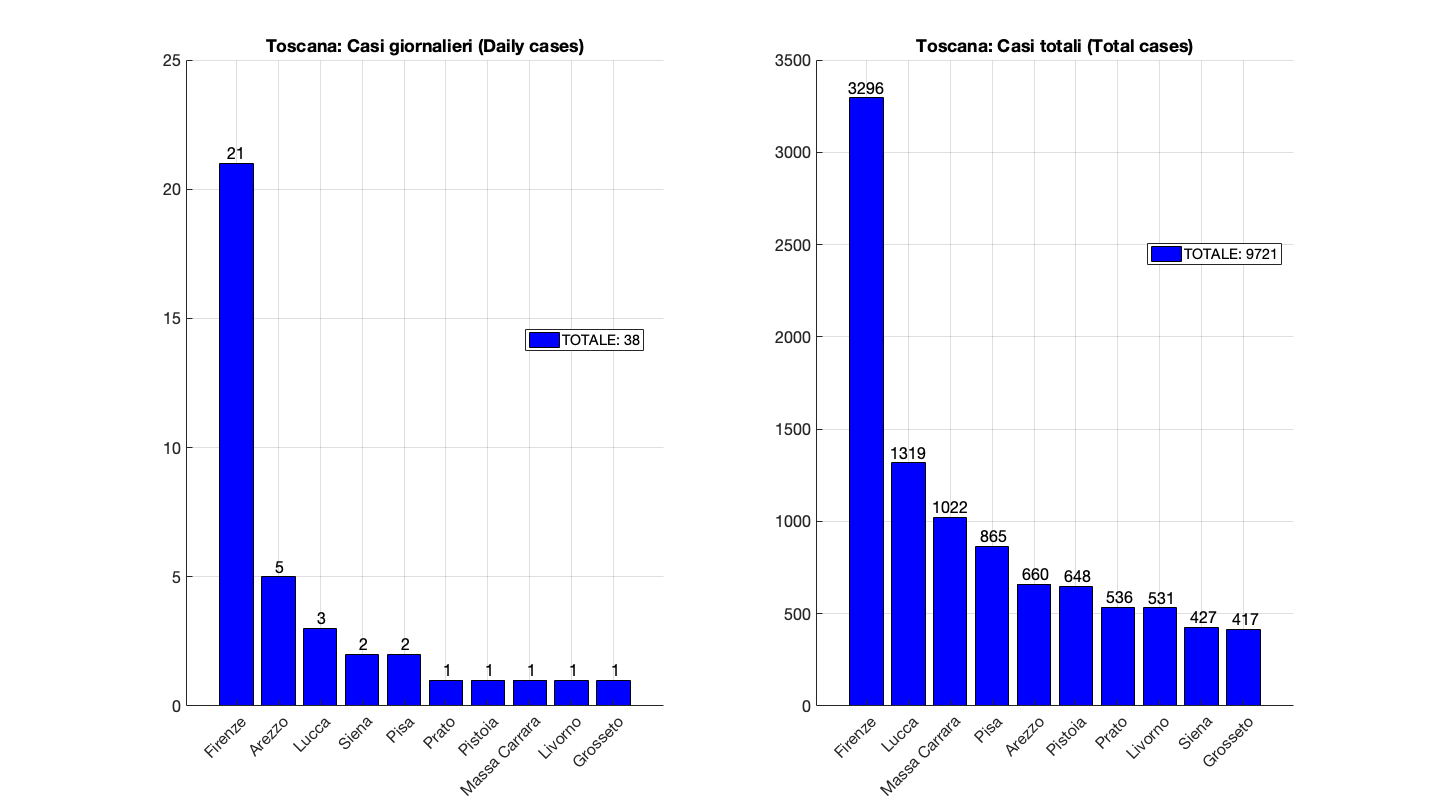 Toscana: Casi giornalieri (Daily cases)
25
20
15
10
5
0
21
5
3
2
2
1
1
1
1
1
TOTALE: 38
Firenze
Arezzo
Lucca
Siena
Pisa
Prato
Pistoia
Massa Carrara
Livorno
Grosseto
Toscana: Casi totali (Total cases)
3500
3000
2500
2000
1500
1000
500
0
3296
1319
1022
865
660
648
536
531
427
417
TOTALE: 9721
Firenze
Lucca
Massa Carrara
Pisa
Arezzo
Pistoia
Prato
Livorno
Siena
Grosseto